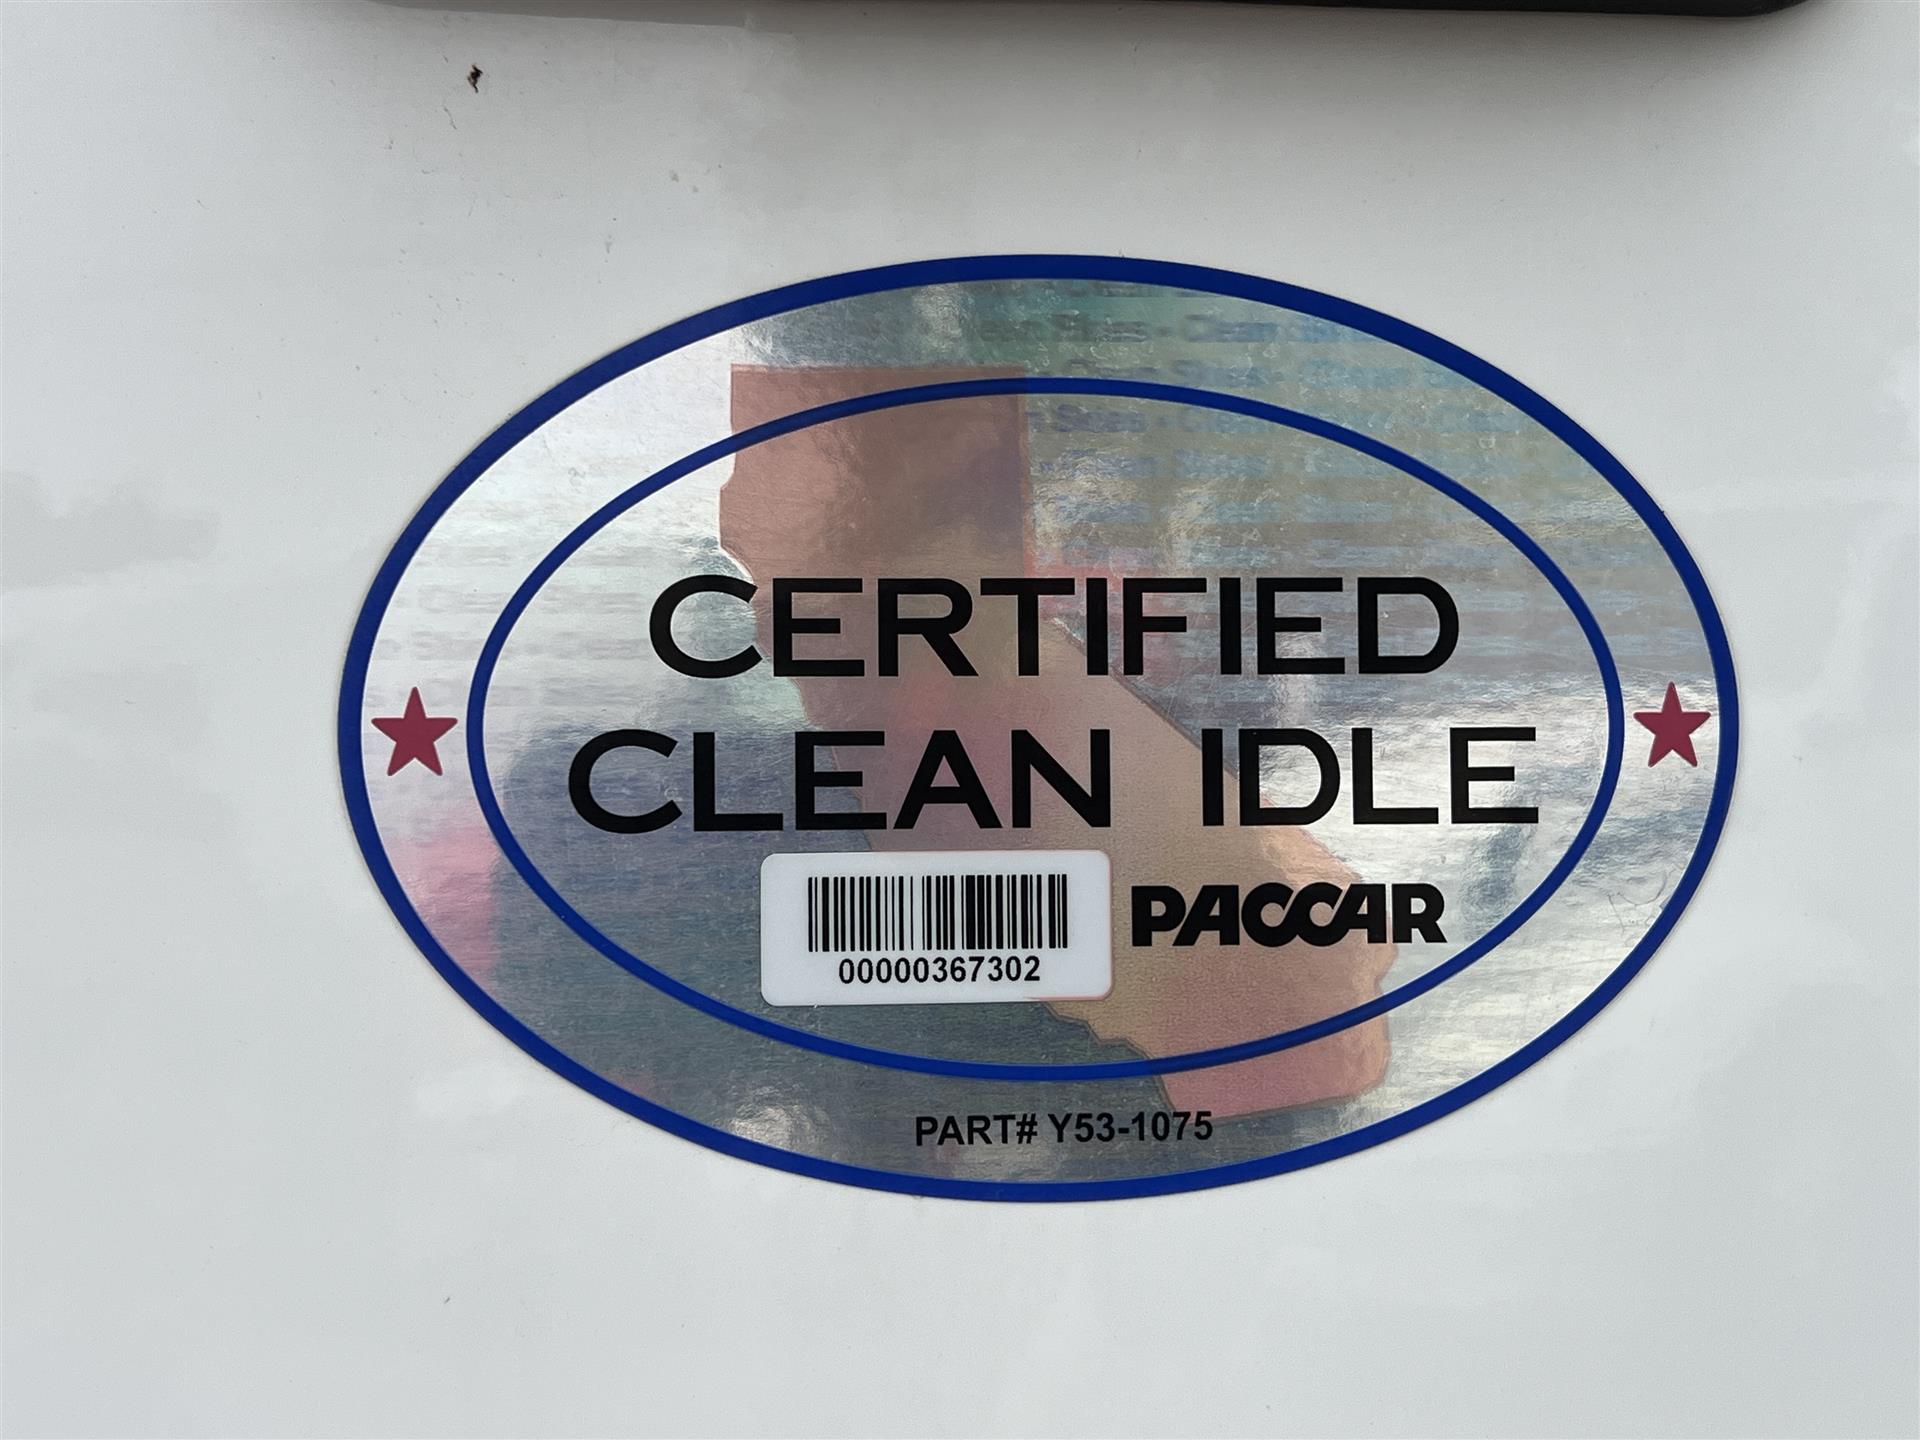 CERTIFIED
CLEAN IDLE
00000367302
PACCAR
PART# Y53-1075